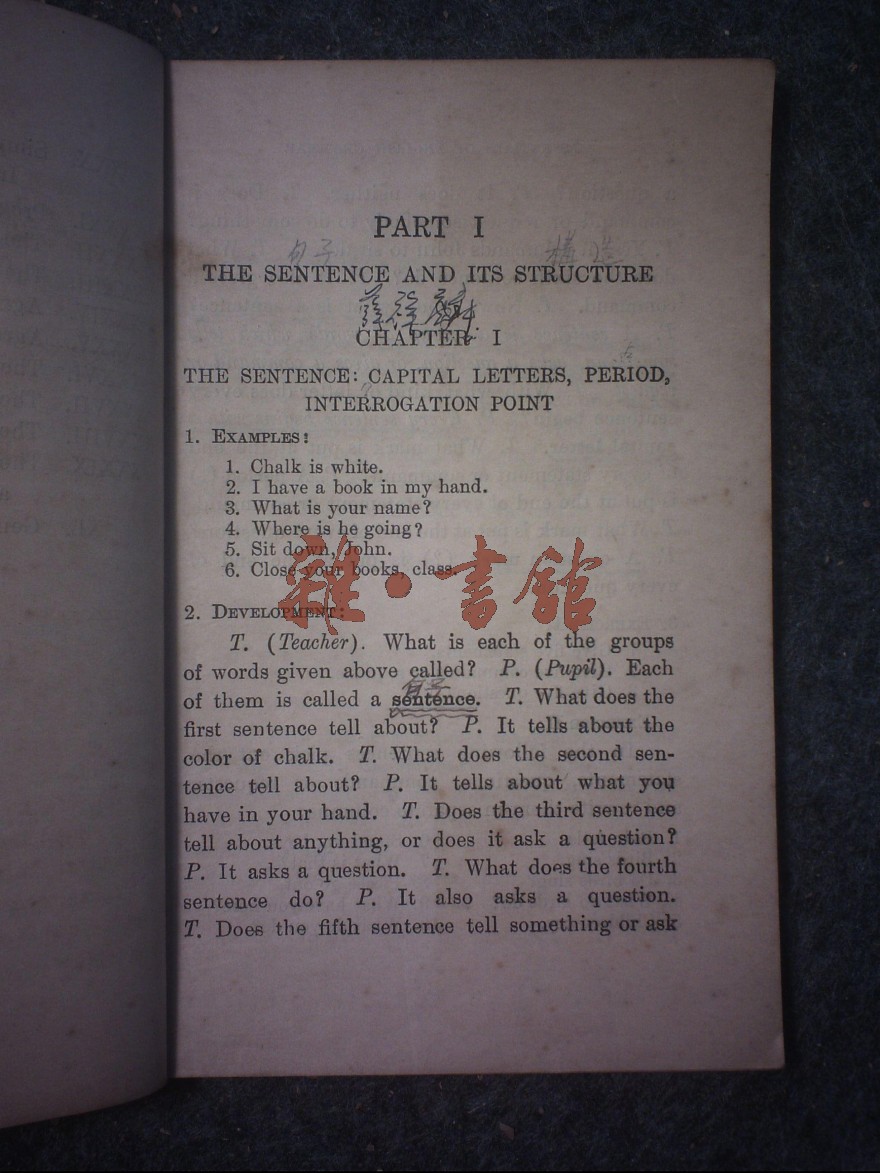 PART I
句子 構造
THE SENTENCE AND ITS STRUCTURE
CHAPTER I
THE SENTENCE: CAPITAL LETTERS, PERIOD,
INTERROGATION POINT
1. EXAMPLES:
1. Chalk is white.
2. I have a book in my hand.
3. What is your name?
4. Where is he going?
5. Sit down, John.
6. Close your books, class.
雜·書館
2. DEVELOPMENT:
T. (Teacher). What is each of the groups
of words given above called? P. (Pupil). Each
句子
of them is called a sentence. T. What does the
first sentence tell about? P. It tells about the
color of chalk. T. What does the second sen-
tence tell about? P. It tells about what you
have in your hand. T. Does the third sentence
tell about anything, or does it ask a question?
P. It asks a question. T. What does the fourth
sentence do? P. It also asks a question.
T. Does the fifth sentence tell something or ask